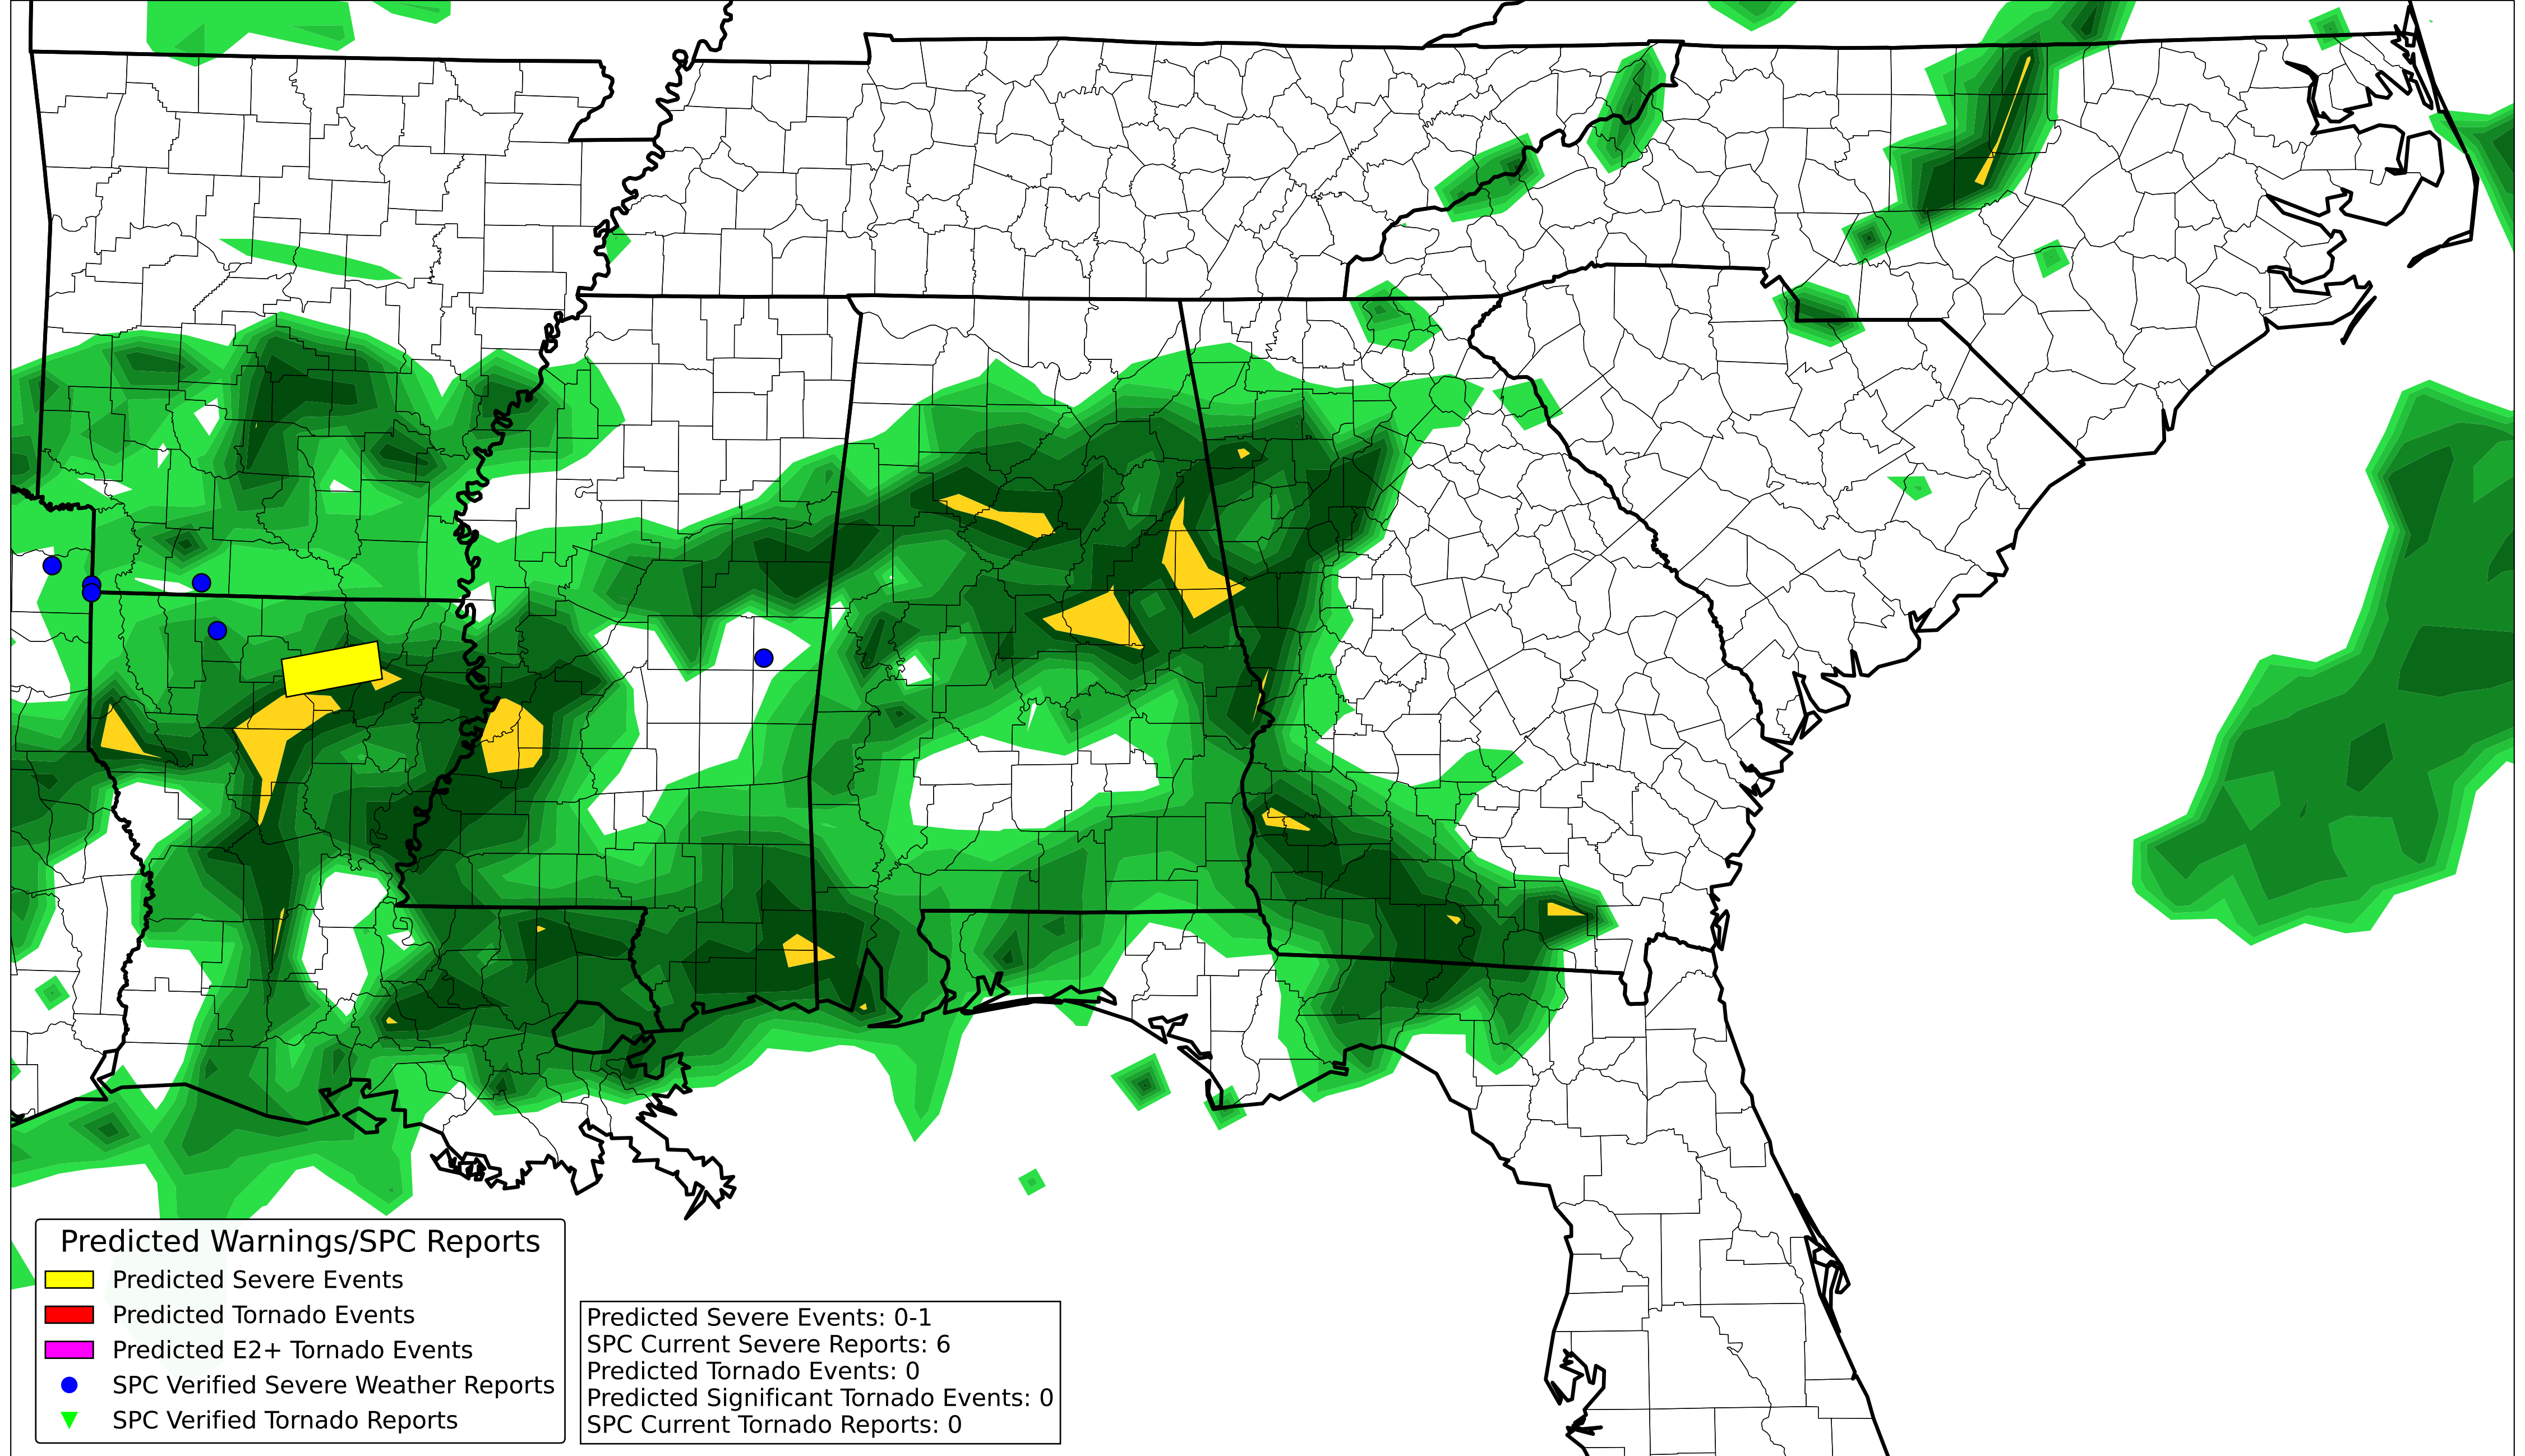 Predicted Warnings/SPC Reports
Predicted Severe Events
Predicted Tornado Events
Predicted E2+ Tornado Events
SPC Verified Severe Weather Reports
SPC Verified Tornado Reports
Predicted Severe Events: 0-1
SPC Current Severe Reports: 6
Predicted Tornado Events: 0
Predicted Significant Tornado Events: 0
SPC Current Tornado Reports: 0